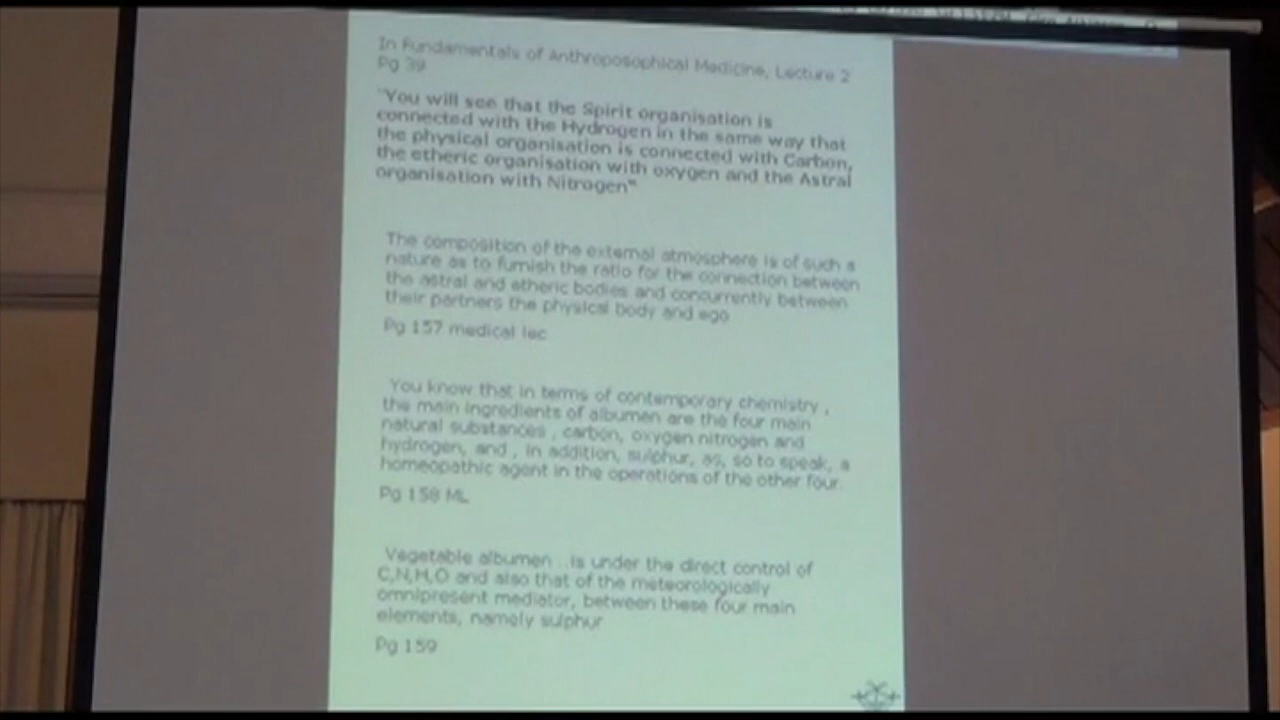 In Fundamentals of Anthroposophical Medicine, Lecture 2
Pg 39
"You will see that the Spirit organisation is
connected with the Hydrogen in the same way that
the physical organisation is connected with Carbon,
the etheric organisation with oxygen and the Astral
organisation with Nitrogen"
The composition of the external atmosphere is of such a
nature as to furnish the ratio for the connection between
the astral and etheric bodies and concurrently between
their partners the physical body and ego
Pg 157 medical lec
You know that in terms of contemporary chemistry ,
the main ingredients of albumen are the four main
natural substances , carbon, oxygen nitrogen and
hydrogen, and , in addition, sulphur, as, so to speak, a
homeopathic agent in the operations of the other four.
Pg 158 ML
Vegetable albumen ..is under the direct control of
C,N,H,O and also that of the meteorologically
omnipresent mediator, between these four main
elements, namely sulphur
Pg 159